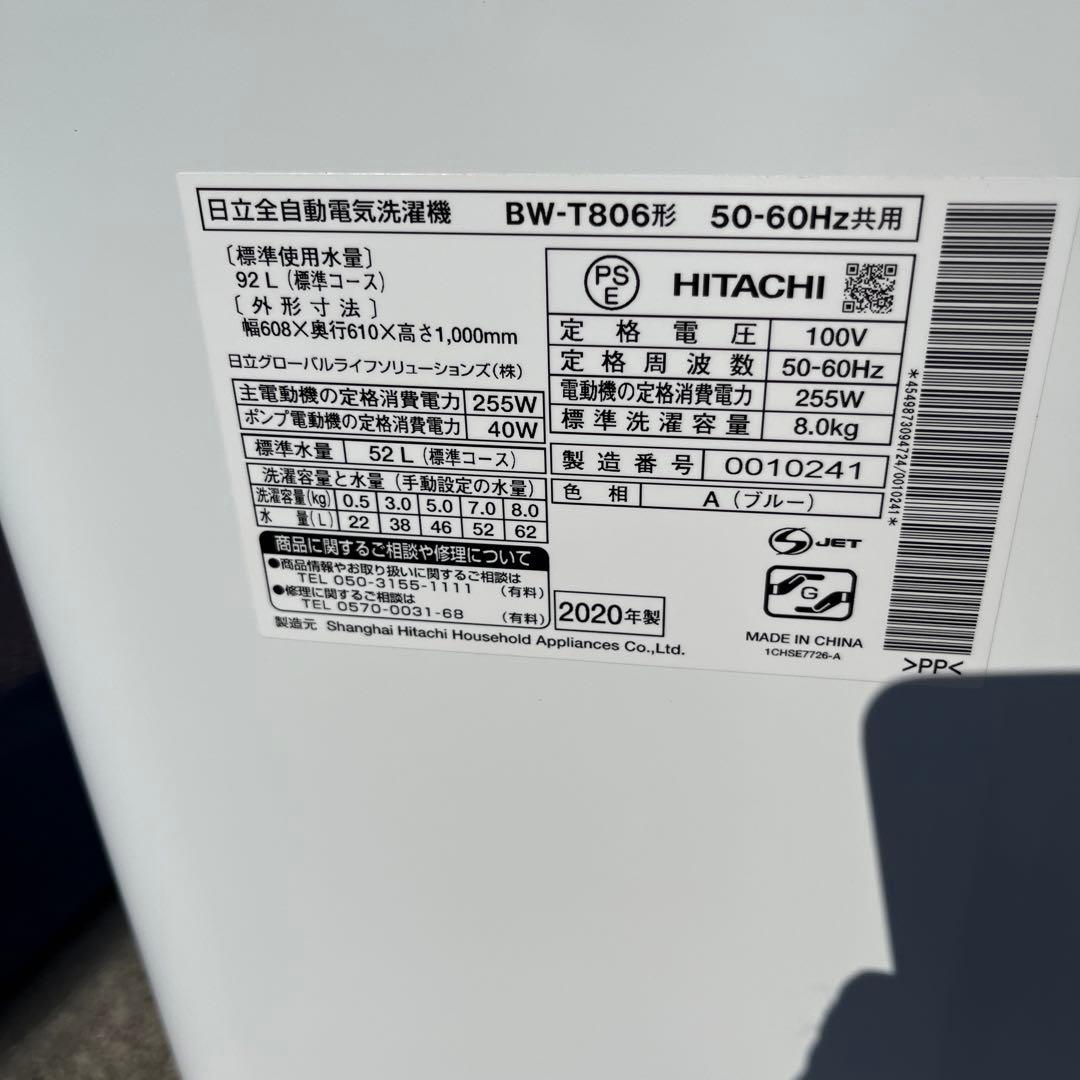 日立全自動電気洗濯機 BW-T806形 50-60Hz共用
〔標準使用水量〕
92 L (標準コース)
〔外形寸法〕
幅608×奥行610×高さ1,000mm
日立グローバルライフソリューションズ(株)
主電動機の定格消費電力 255W
ポンプ電動機の定格消費電力 40W
標準水量 52 L (標準コース)
洗濯容量と水量 (手動設定の水量)
洗濯容量(kg) 0.5 3.0 5.0 7.0 8.0
水量(L) 22 38 46 52 62
商品に関するご相談や修理について
●商品情報やお取り扱いに関するご相談は
TEL 050-3155-1111 (有料)
●修理に関するご相談は
TEL 0570-0031-68 (有料)
製造元 Shanghai Hitachi Household Appliances Co.,Ltd.
PSE HITACHI
定格電圧 100V
定格周波数 50-60Hz
電動機の定格消費電力 255W
標準洗濯容量 8.0kg
製造番号 0010241
色相 A (ブルー)
S JET
G
2020年製
MADE IN CHINA
1CHSE7726-A
*4549873094724/0010241*
>PP<